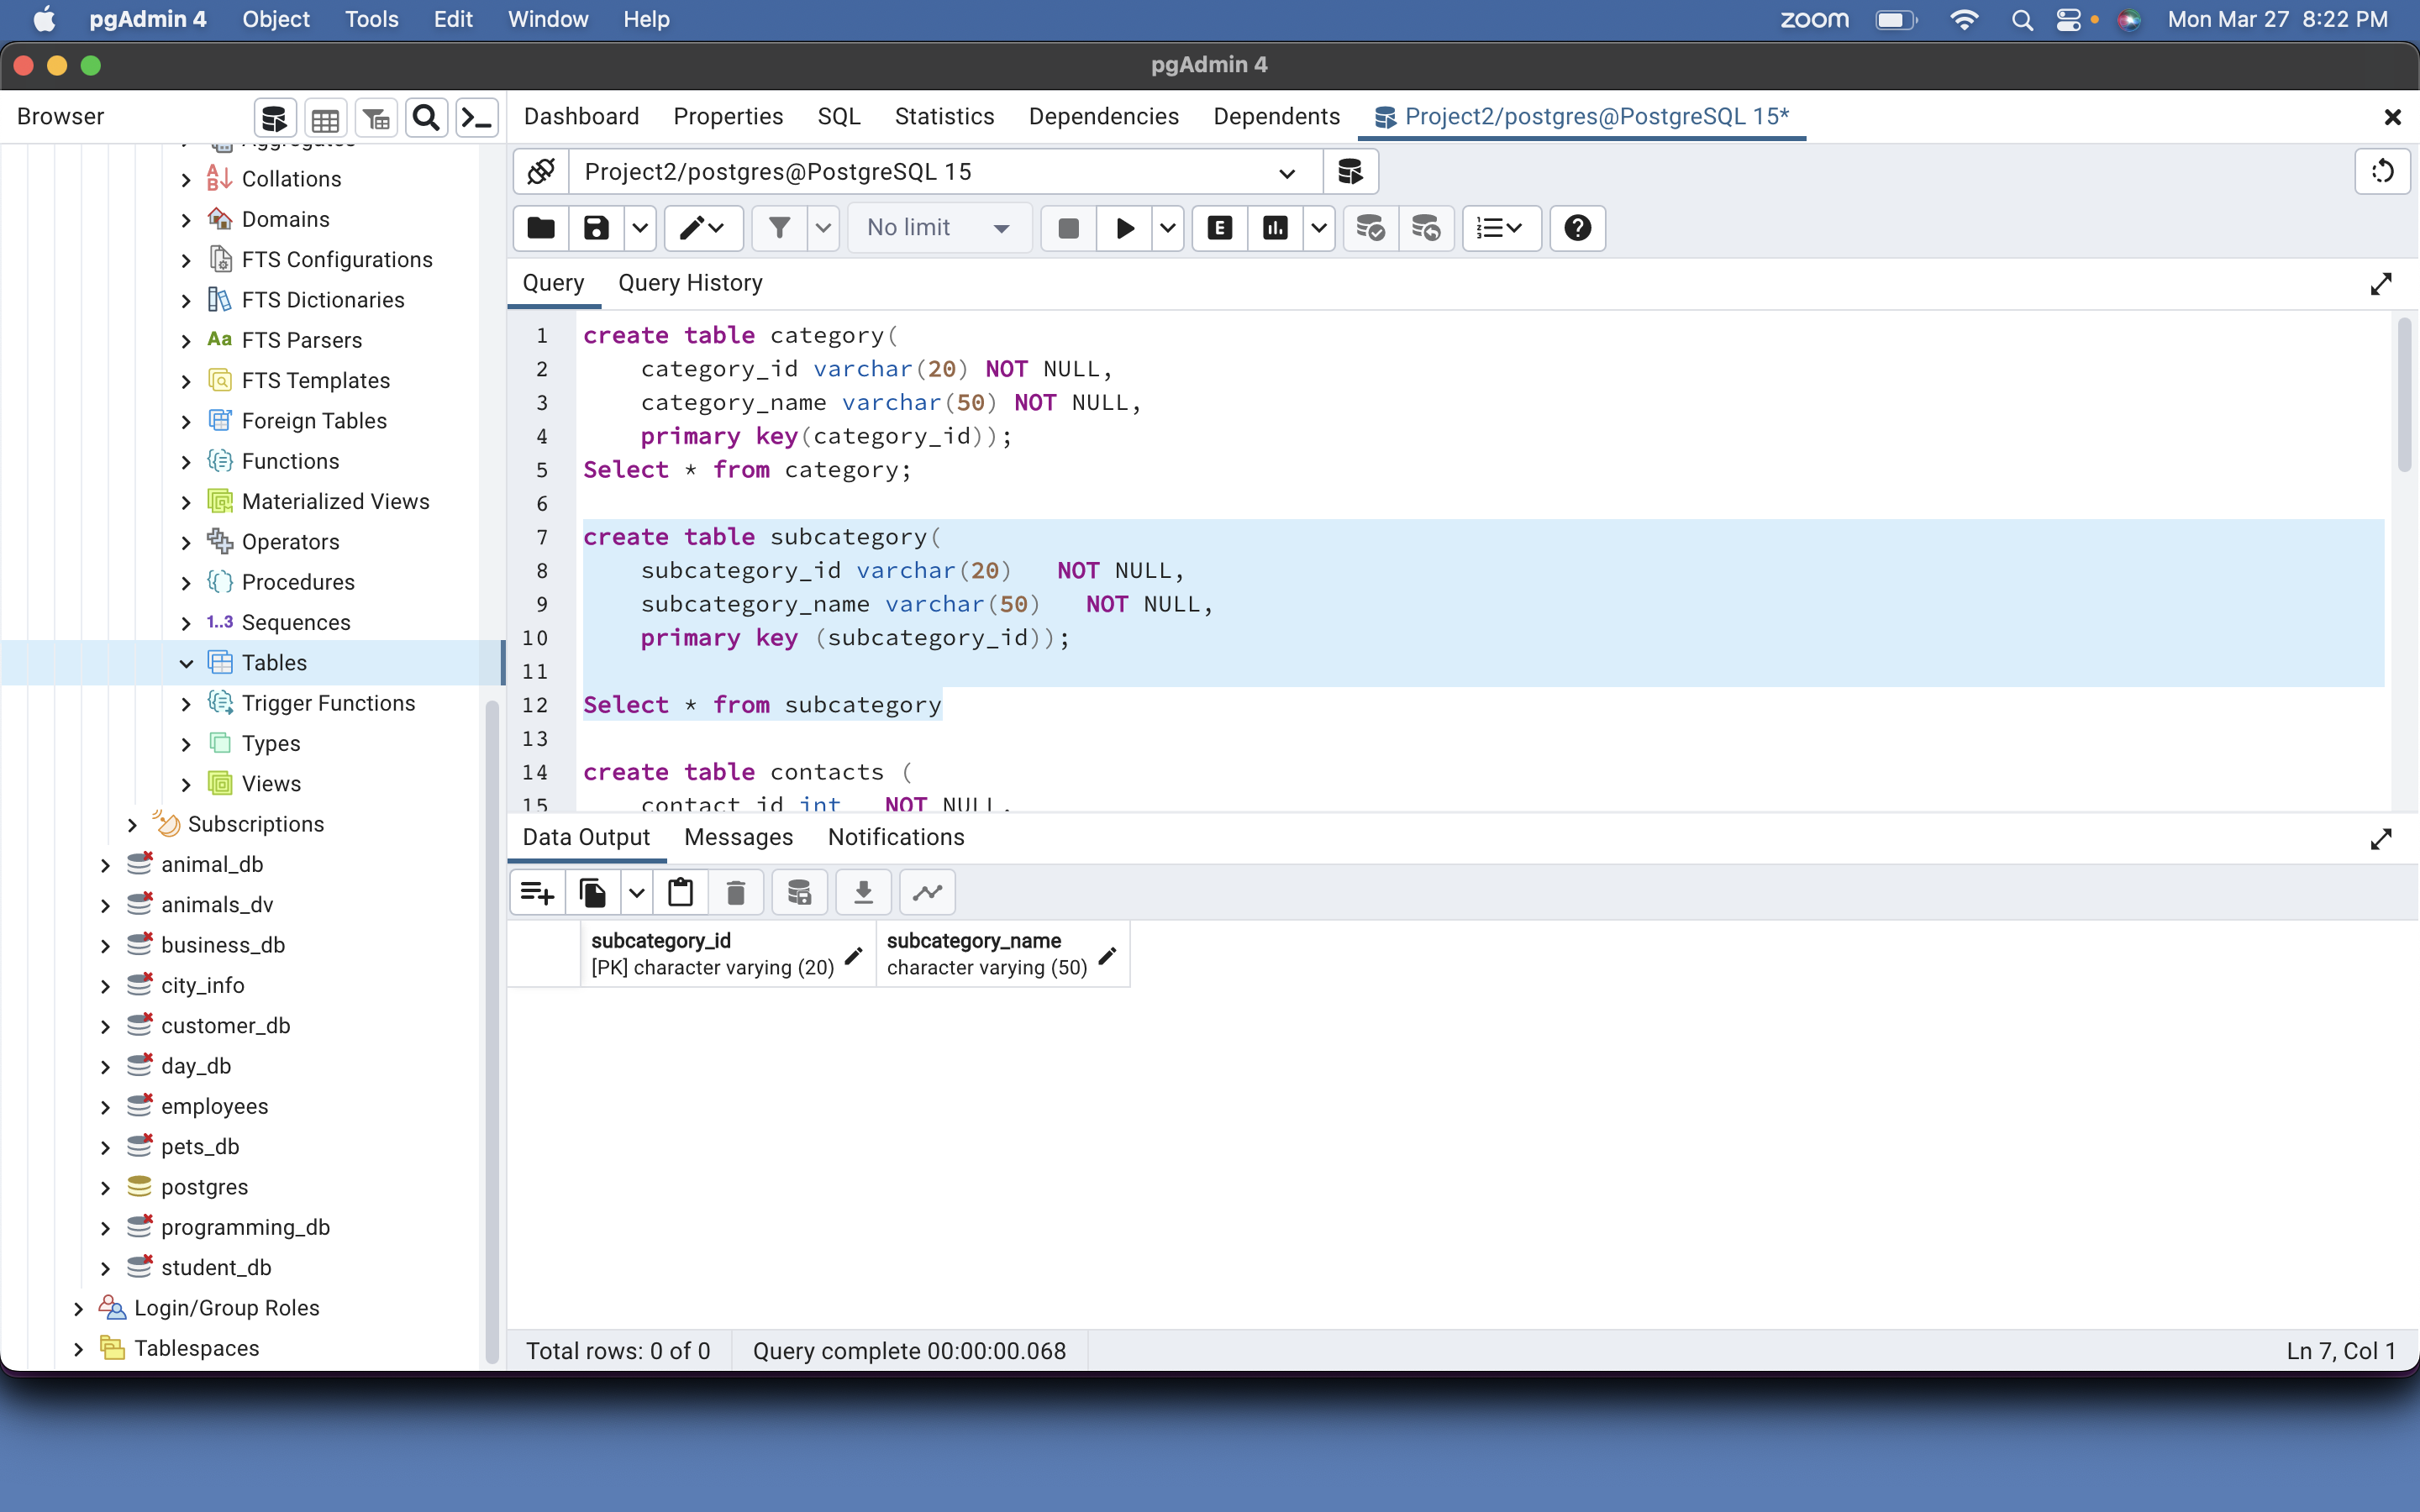 pgAdmin 4 Object Tools Edit Window Help zoom Mon Mar 27 8:22 PM
pgAdmin 4
Browser
Dashboard Properties SQL Statistics Dependencies Dependents Project2/postgres@PostgreSQL 15*
Aggregates
Collations
Domains
FTS Configurations
FTS Dictionaries
Aa FTS Parsers
FTS Templates
Foreign Tables
Functions
Materialized Views
Operators
Procedures
1..3 Sequences
Tables
Trigger Functions
Types
Views
Subscriptions
animal_db
animals_dv
business_db
city_info
customer_db
day_db
employees
pets_db
postgres
programming_db
student_db
Login/Group Roles
Tablespaces
Project2/postgres@PostgreSQL 15
No limit
E
Query Query History
1 create table category(
2 category_id varchar(20) NOT NULL,
3 category_name varchar(50) NOT NULL,
4 primary key(category_id));
5 Select * from category;
6
7 create table subcategory(
8 subcategory_id varchar(20) NOT NULL,
9 subcategory_name varchar(50) NOT NULL,
10 primary key (subcategory_id));
11
12 Select * from subcategory
13
14 create table contacts (
15 contact_id int NOT NULL,
Data Output Messages Notifications
subcategory_id subcategory_name
[PK] character varying (20) character varying (50)
Total rows: 0 of 0 Query complete 00:00:00.068 Ln 7, Col 1